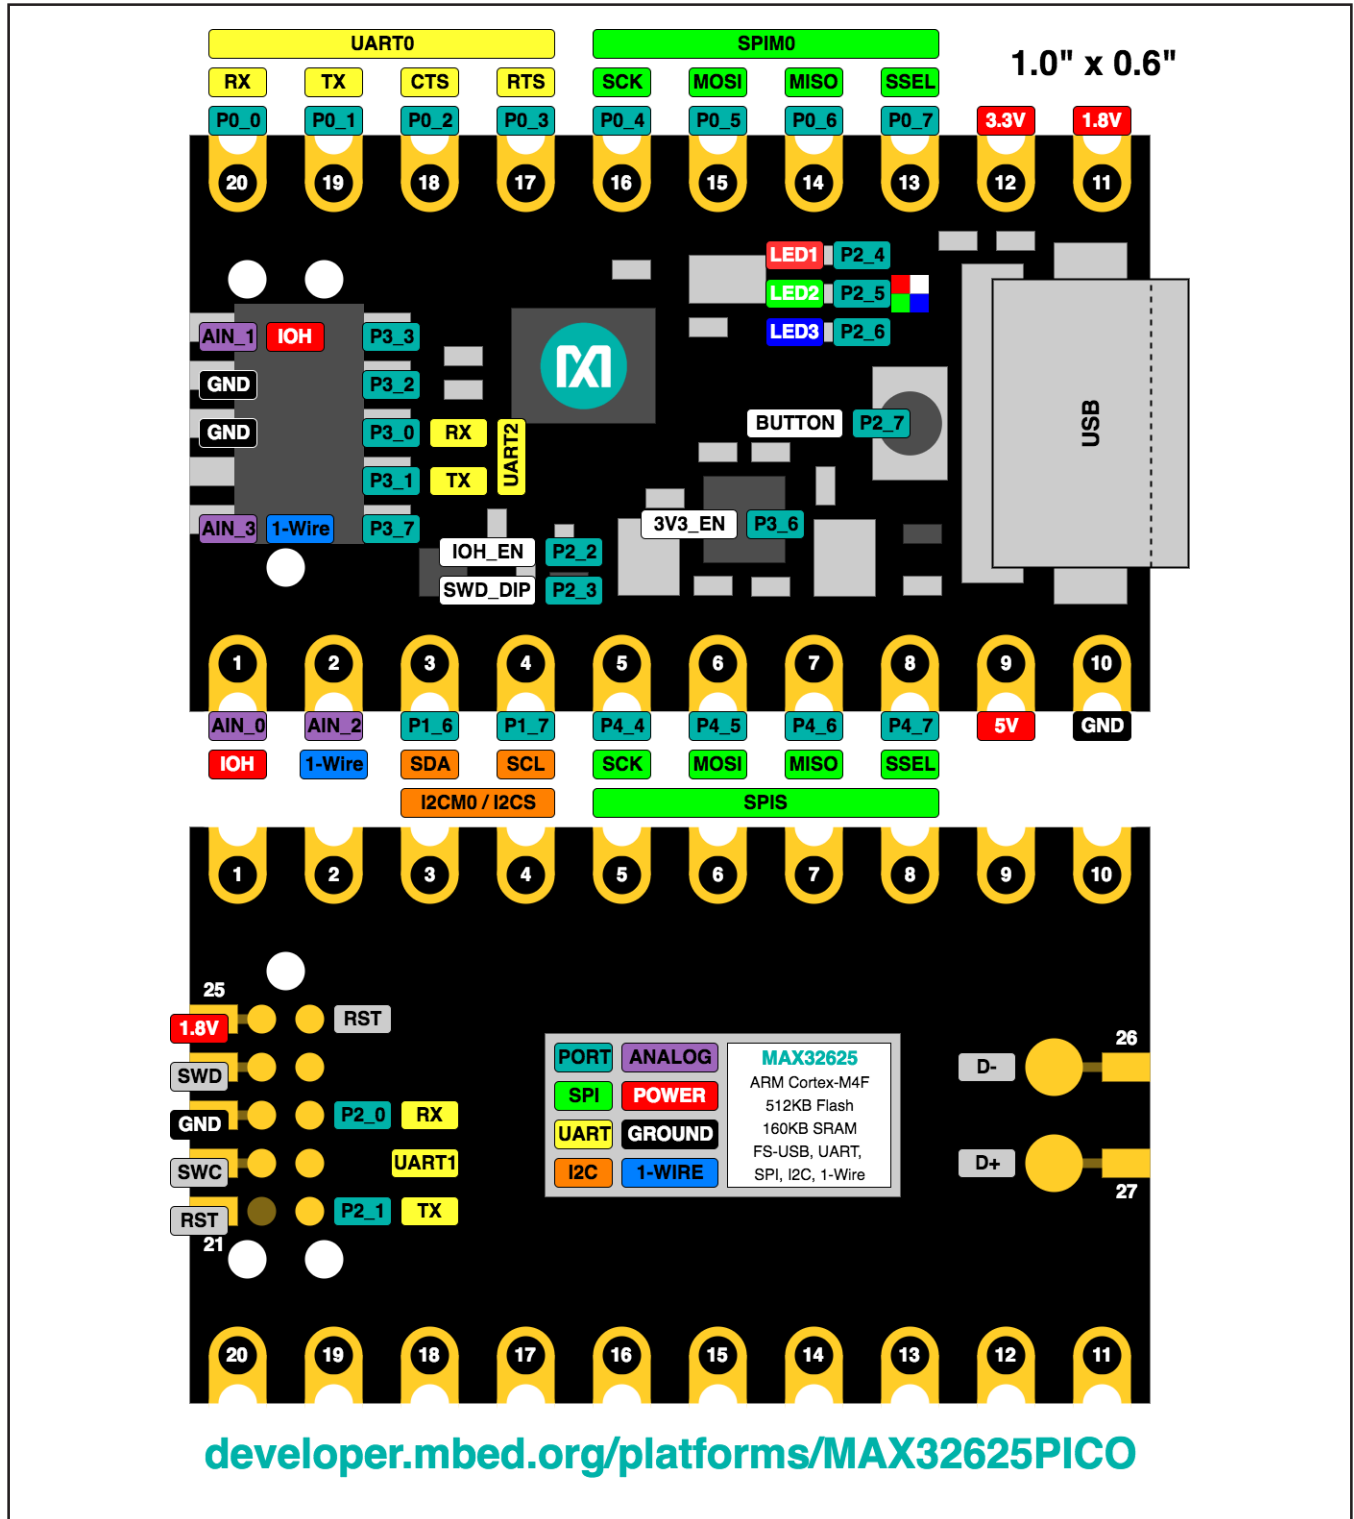 UART0 SPIM0
1.0" x 0.6"
RX TX CTS RTS SCK MOSI MISO SSEL
P0_0 P0_1 P0_2 P0_3 P0_4 P0_5 P0_6 P0_7 3.3V 1.8V
20 19 18 17 16 15 14 13 12 11
LED1 P2_4
LED2 P2_5
LED3 P2_6
AIN_1 IOH P3_3
GND P3_2
GND P3_0 RX
UART2
P3_1 TX
AIN_3 1-Wire P3_7
BUTTON P2_7
USB
3V3_EN P3_6
IOH_EN P2_2
SWD_DIP P2_3
1 2 3 4 5 6 7 8 9 10
AIN_0 AIN_2 P1_6 P1_7 P4_4 P4_5 P4_6 P4_7 5V GND
IOH 1-Wire SDA SCL SCK MOSI MISO SSEL
I2CM0 / I2CS SPIS
1 2 3 4 5 6 7 8 9 10
25
1.8V RST
SWD
GND P2_0 RX
SWC UART1
RST P2_1 TX
21
PORT ANALOG
SPI POWER
UART GROUND
I2C 1-WIRE
MAX32625
ARM Cortex-M4F
512KB Flash
160KB SRAM
FS-USB, UART,
SPI, I2C, 1-Wire
26
D-
D+
27
20 19 18 17 16 15 14 13 12 11
developer.mbed.org/platforms/MAX32625PICO